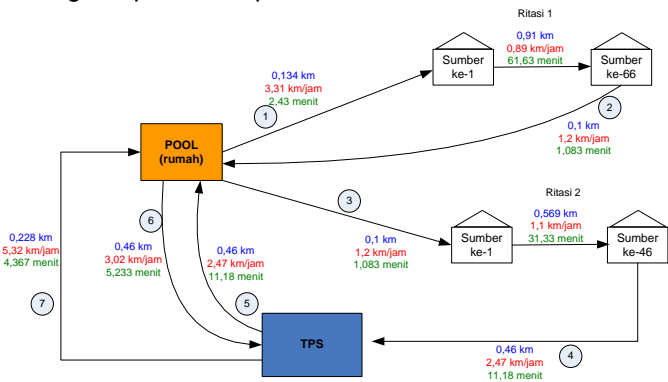 Ritasi 1
0,91 km
0,89 km/jam
61,63 menit
Sumber
ke-1
Sumber
ke-66
0,134 km
3,31 km/jam
2,43 menit
1
2
0,1 km
1,2 km/jam
1,083 menit
POOL
(rumah)
3
Ritasi 2
0,569 km
1,1 km/jam
31,33 menit
Sumber
ke-1
Sumber
ke-46
0,1 km
1,2 km/jam
1,083 menit
6
0,46 km
3,02 km/jam
5,233 menit
0,46 km
2,47 km/jam
11,18 menit
0,228 km
5,32 km/jam
4,367 menit
7
5
TPS
4
0,46 km
2,47 km/jam
11,18 menit